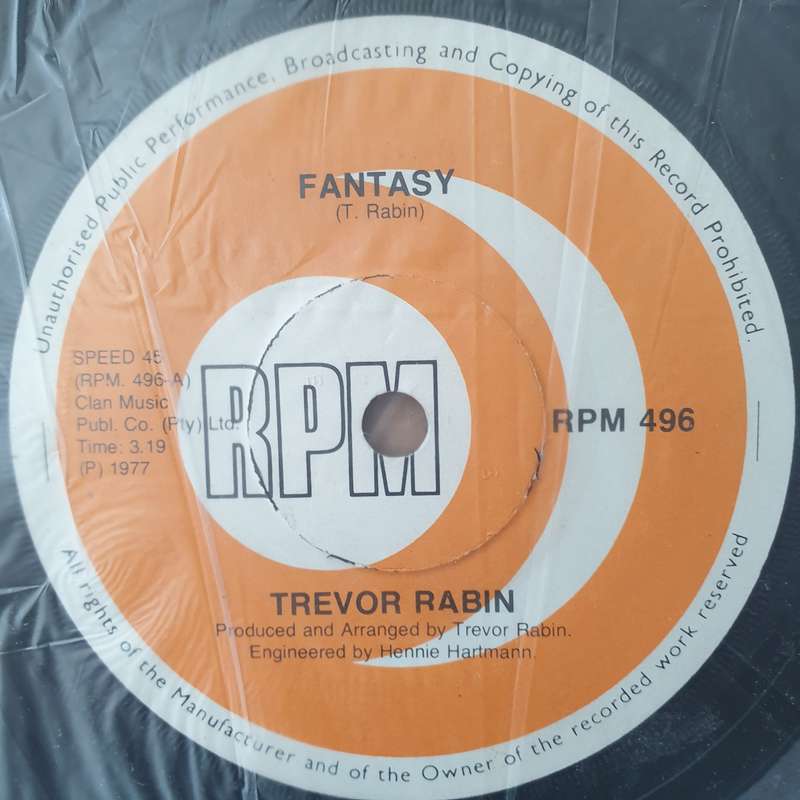 Unauthorised Public Performance, Broadcasting and Copying of this Record Prohibited.
FANTASY
(T. Rabin)
SPEED 45
(RPM. 496-A)
Clan Music
Publ. Co. (Pty) Ltd.
Time: 3.19
(P) 1977
RPM
RPM 496
TREVOR RABIN
Produced and Arranged by Trevor Rabin.
Engineered by Hennie Hartmann.
All rights of the Manufacturer and of the Owner of the recorded work reserved